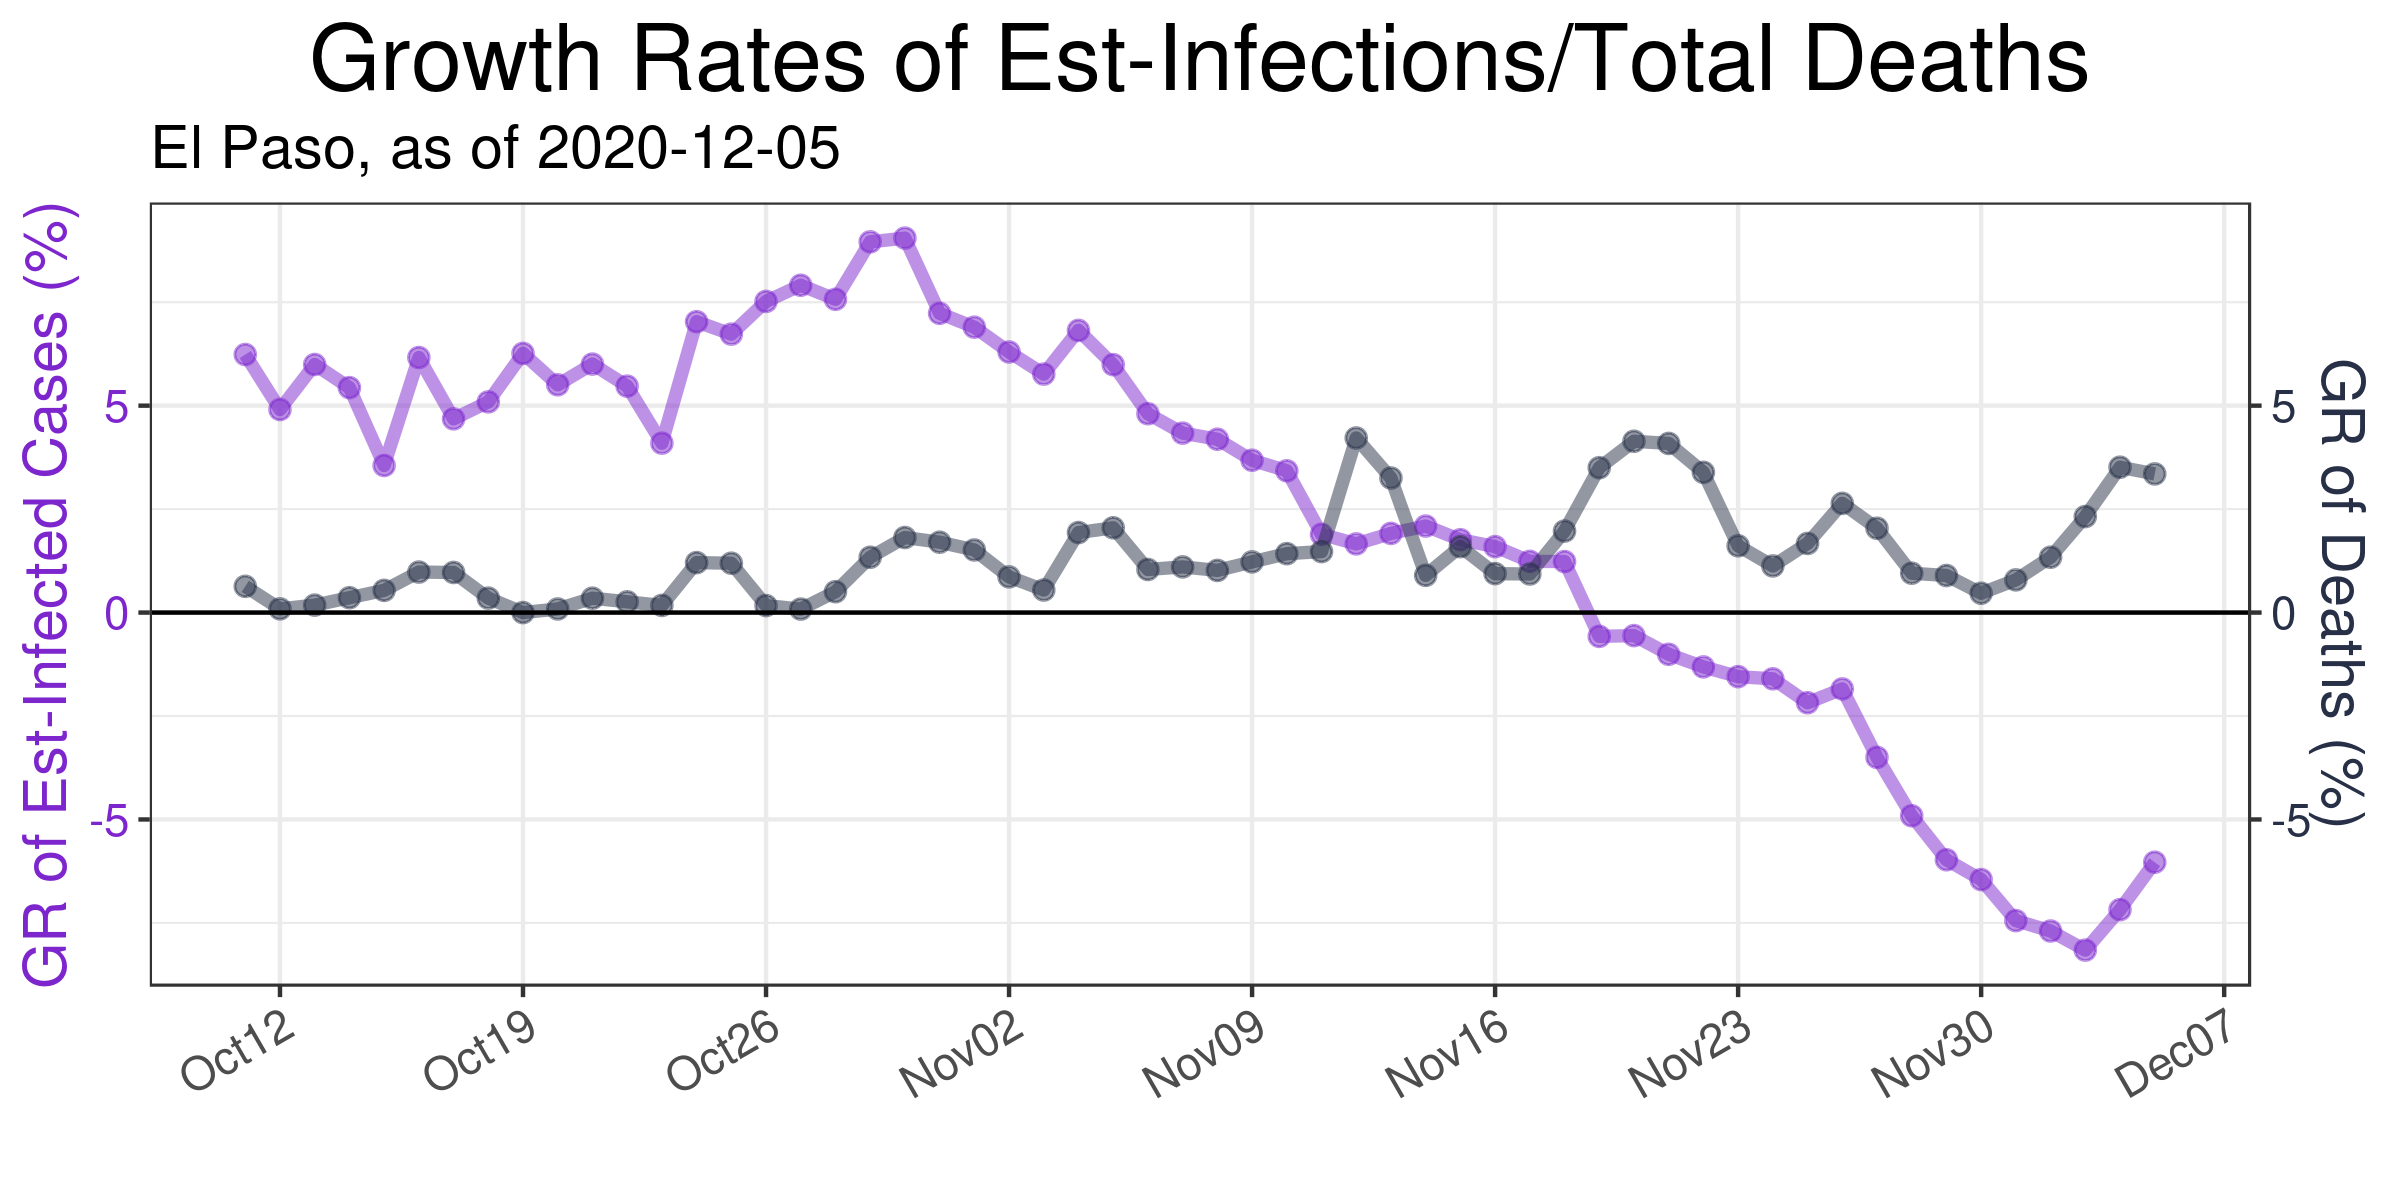 Growth Rates of Est-Infections/Total Deaths
El Paso, as of 2020-12-05
GR of Est-Infected Cases (%)
5
0
-5
5
0
-5
GR of Deaths (%)
Oct12
Oct19
Oct26
Nov02
Nov09
Nov16
Nov23
Nov30
Dec07